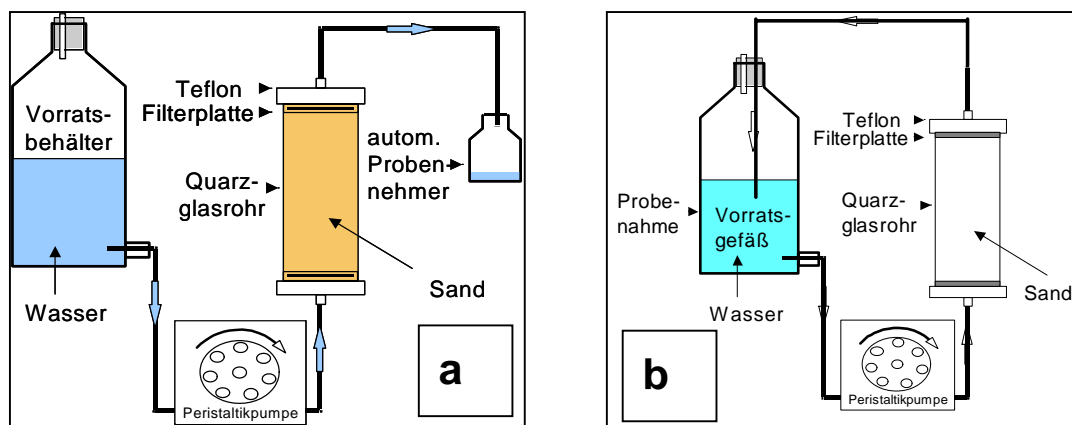 Vorrats-
behälter
Wasser
Teflon
Filterplatte
Quarz-
glasrohr
autom.
Proben-
nehmer
Sand
Peristaltikpumpe
a
Probe-
nahme
Vorrats-
gefäß
Wasser
Teflon
Filterplatte
Quarz-
glasrohr
Sand
Peristaltikpumpe
b